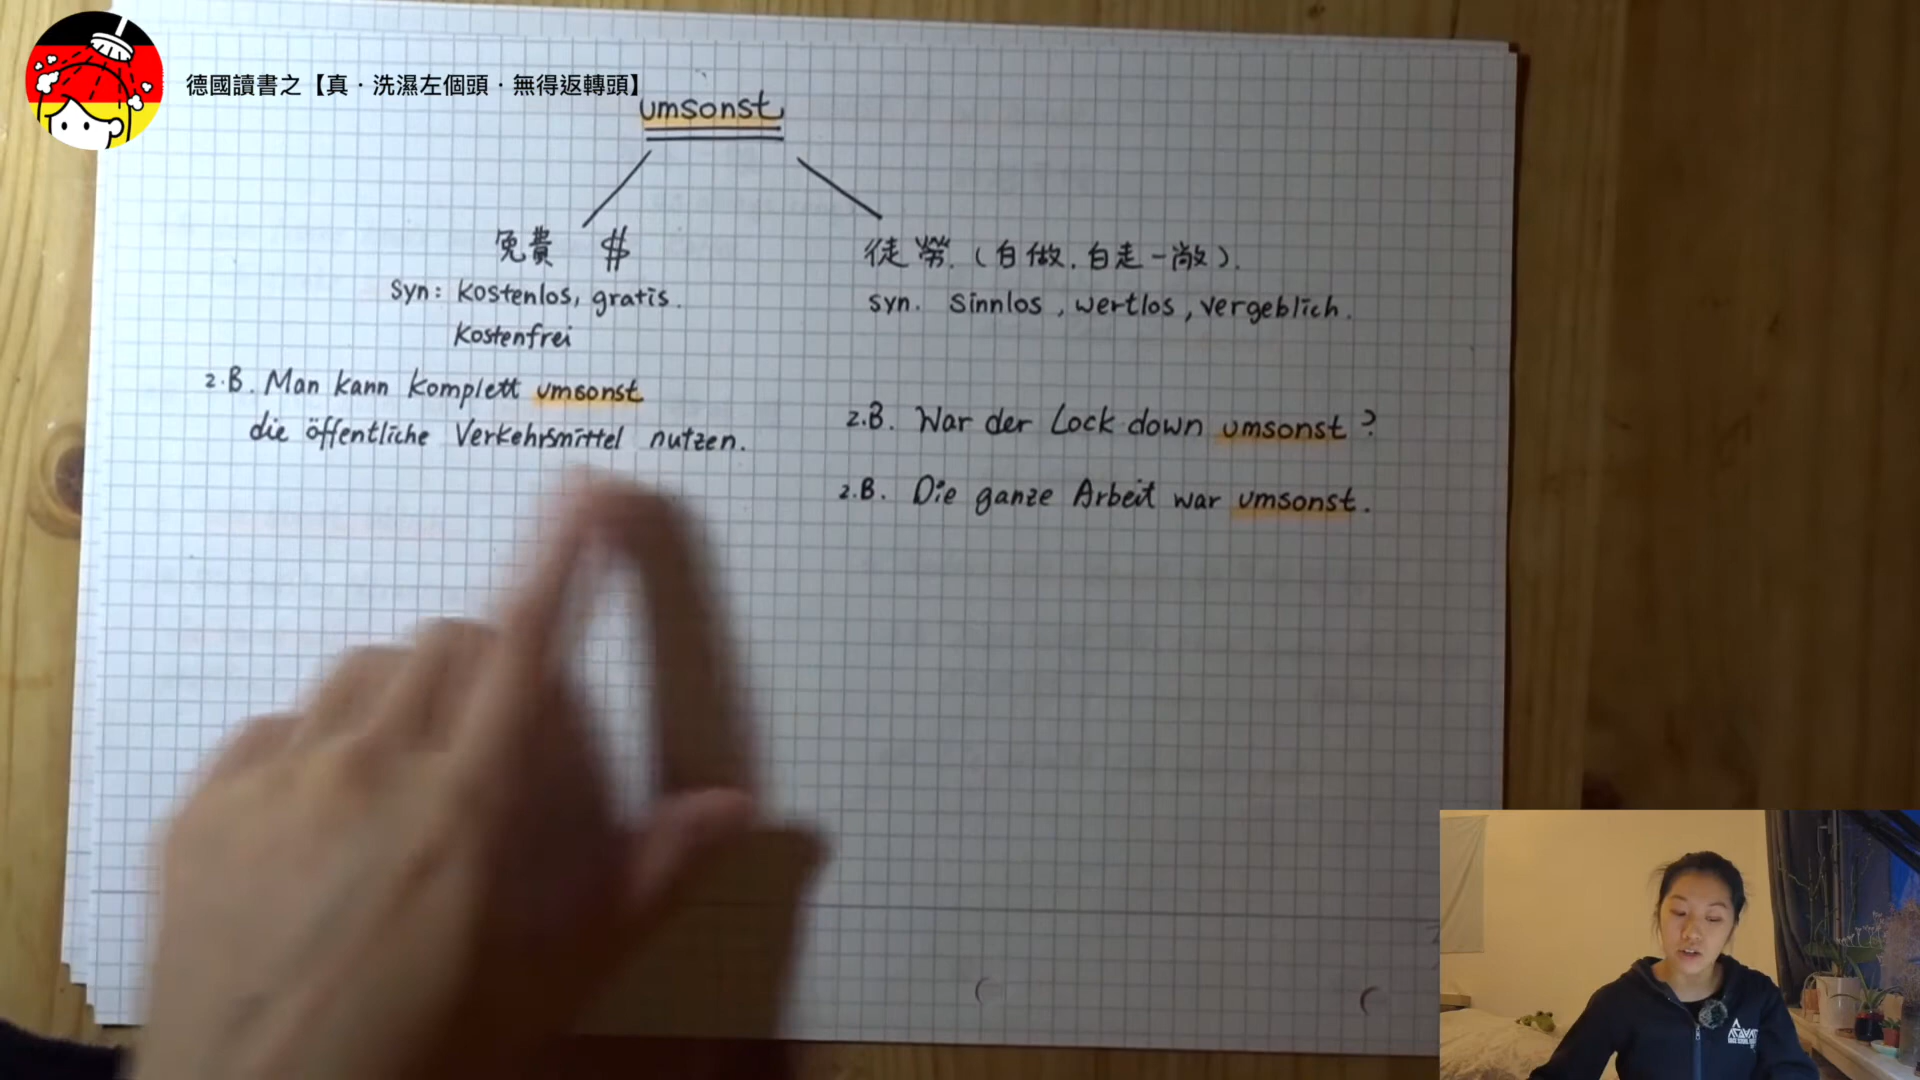 德國讀書之【真．洗濕左個頭．無得返轉頭】
umsonst
免費 $
syn: kostenlos, gratis.
kostenfrei
z.B. Man kann komplett umsonst
die öffentliche Verkehrsmittel nutzen.
徒勞.（白做.白走一敞）.
syn. sinnlos, wertlos, vergeblich.
z.B. War der Lock down umsonst?
z.B. Die ganze Arbeit war umsonst.